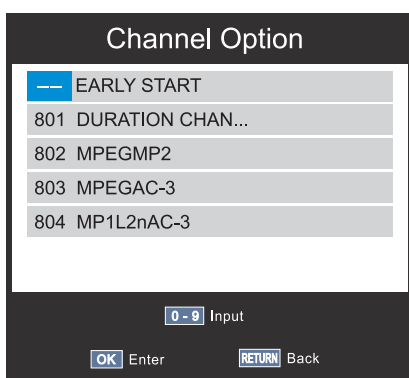 Channel Option
-- EARLY START
801 DURATION CHAN...
802 MPEGMP2
803 MPEGAC-3
804 MP1L2nAC-3
0 - 9 Input
OK Enter RETURN Back